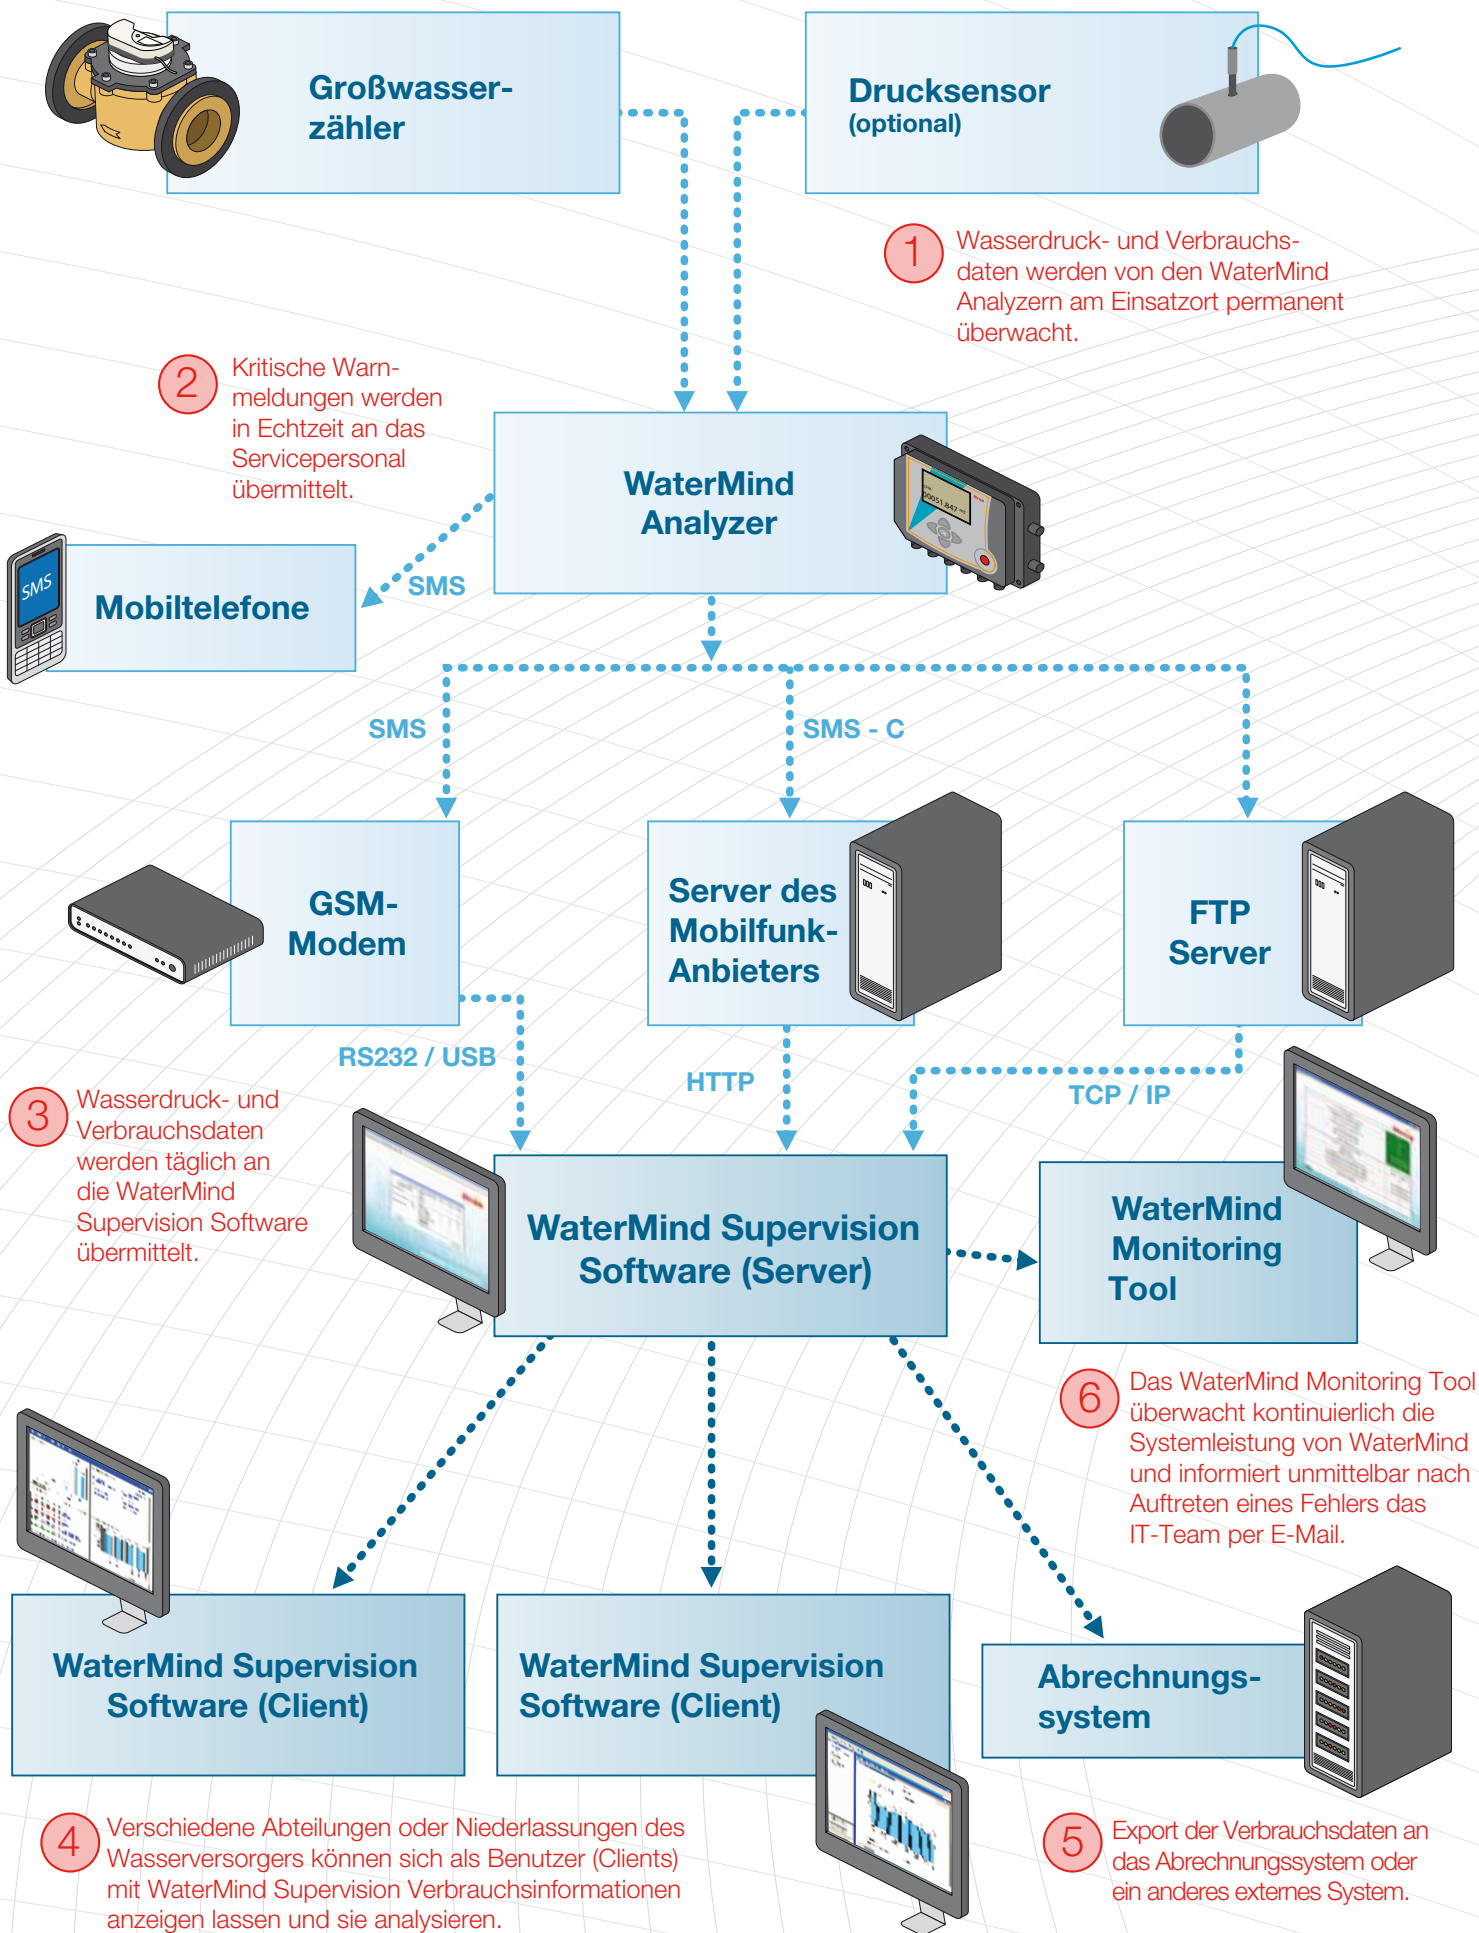 Großwasser-
zähler
Drucksensor
(optional)
1
Wasserdruck- und Verbrauchs-
daten werden von den WaterMind
Analyzern am Einsatzort permanent
überwacht.
2
Kritische Warn-
meldungen werden
in Echtzeit an das
Servicepersonal
übermittelt.
WaterMind
Analyzer
00051.847 m3
SMS
Mobiltelefone
SMS
SMS
SMS - C
GSM-
Modem
Server des
Mobilfunk-
Anbieters
FTP
Server
RS232 / USB
HTTP
TCP / IP
3
Wasserdruck- und
Verbrauchsdaten
werden täglich an
die WaterMind
Supervision Software
übermittelt.
WaterMind Supervision
Software (Server)
WaterMind
Monitoring
Tool
6
Das WaterMind Monitoring Tool
überwacht kontinuierlich die
Systemleistung von WaterMind
und informiert unmittelbar nach
Auftreten eines Fehlers das
IT-Team per E-Mail.
WaterMind Supervision
Software (Client)
WaterMind Supervision
Software (Client)
Abrechnungs-
system
4
Verschiedene Abteilungen oder Niederlassungen des
Wasserversorgers können sich als Benutzer (Clients)
mit WaterMind Supervision Verbrauchsinformationen
anzeigen lassen und sie analysieren.
5
Export der Verbrauchsdaten an
das Abrechnungssystem oder
ein anderes externes System.